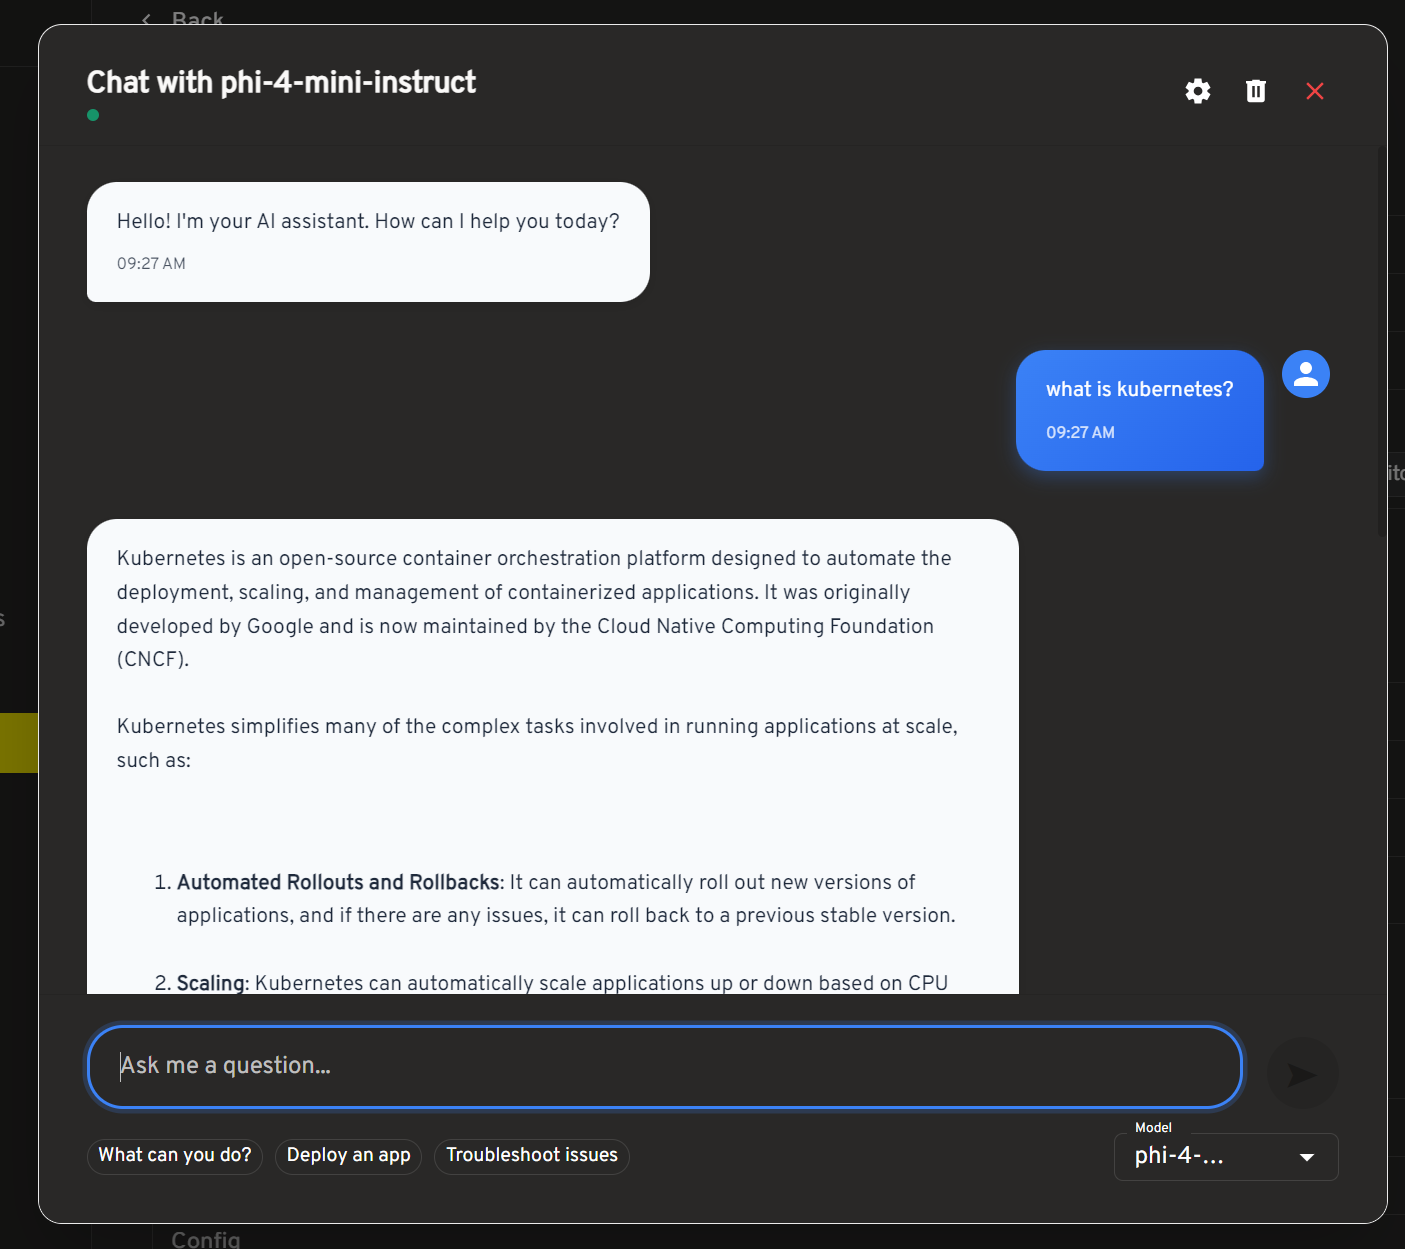 Back
Chat with phi-4-mini-instruct
Hello! I'm your AI assistant. How can I help you today?
09:27 AM
what is kubernetes?
09:27 AM
Kubernetes is an open-source container orchestration platform designed to automate the
deployment, scaling, and management of containerized applications. It was originally
developed by Google and is now maintained by the Cloud Native Computing Foundation
(CNCF).
Kubernetes simplifies many of the complex tasks involved in running applications at scale,
such as:
1. Automated Rollouts and Rollbacks: It can automatically roll out new versions of
applications, and if there are any issues, it can roll back to a previous stable version.
2. Scaling: Kubernetes can automatically scale applications up or down based on CPU
Ask me a question...
What can you do?
Deploy an app
Troubleshoot issues
Model
phi-4-...
Config